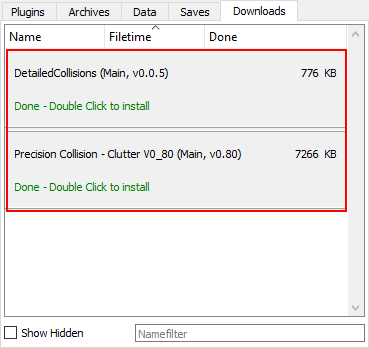 Plugins Archives Data Saves Downloads
Name Filetime Done
DetailedCollisions (Main, v0.0.5) 776 KB
Done - Double Click to install
Precision Collision - Clutter V0_80 (Main, v0.80) 7266 KB
Done - Double Click to install
Show Hidden Namefilter